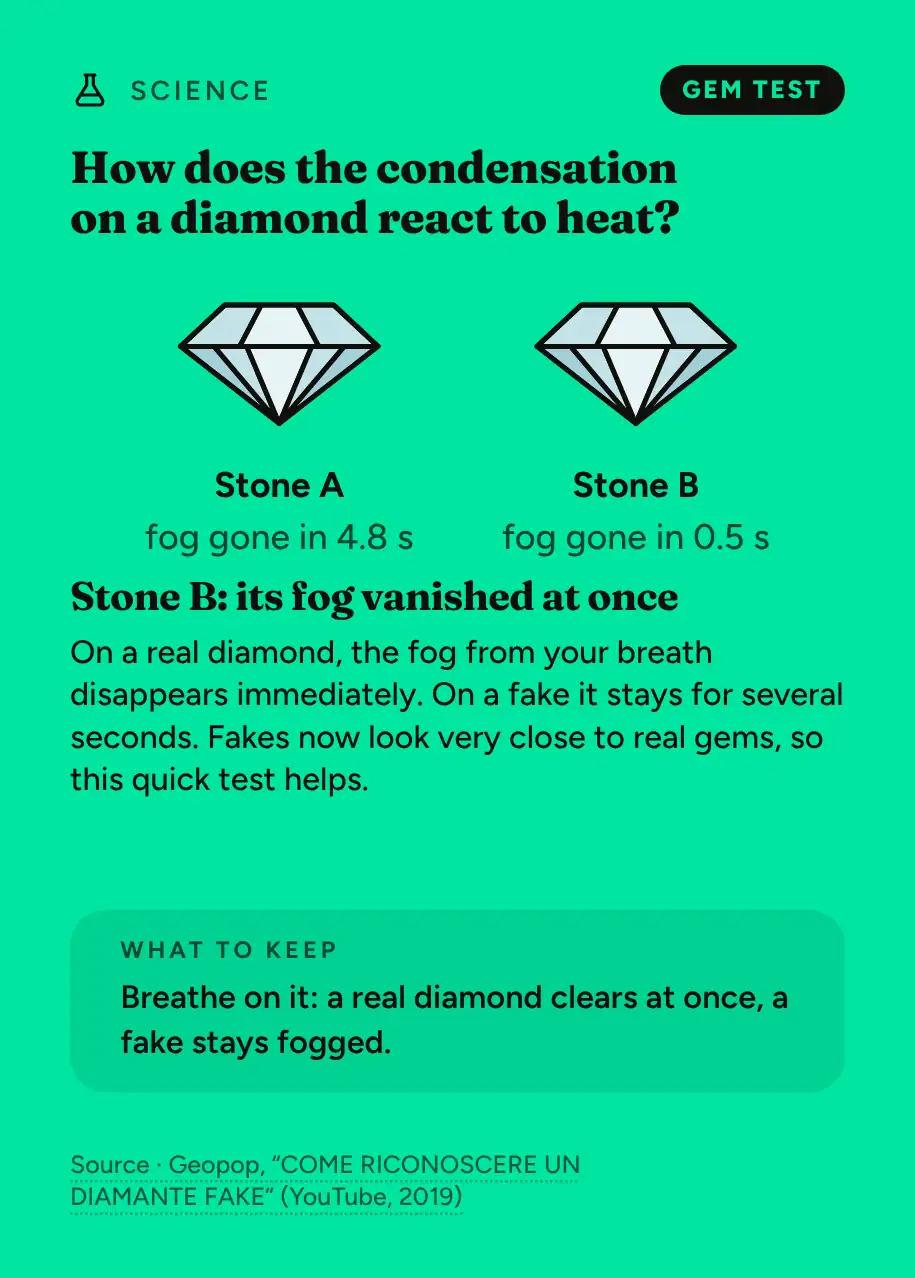 SCIENCE
GEM TEST
How does the condensation
on a diamond react to heat?
Stone A
Stone B
fog gone in 4.8 s
fog gone in 0.5 s
Stone B: its fog vanished at once
On a real diamond, the fog from your breath
disappears immediately. On a fake it stays for several
seconds. Fakes now look very close to real gems, so
this quick test helps.
WHAT TO KEEP
Breathe on it: a real diamond clears at once, a
fake stays fogged.
Source · Geopop, “COME RICONOSCERE UN
DIAMANTE FAKE” (YouTube, 2019)